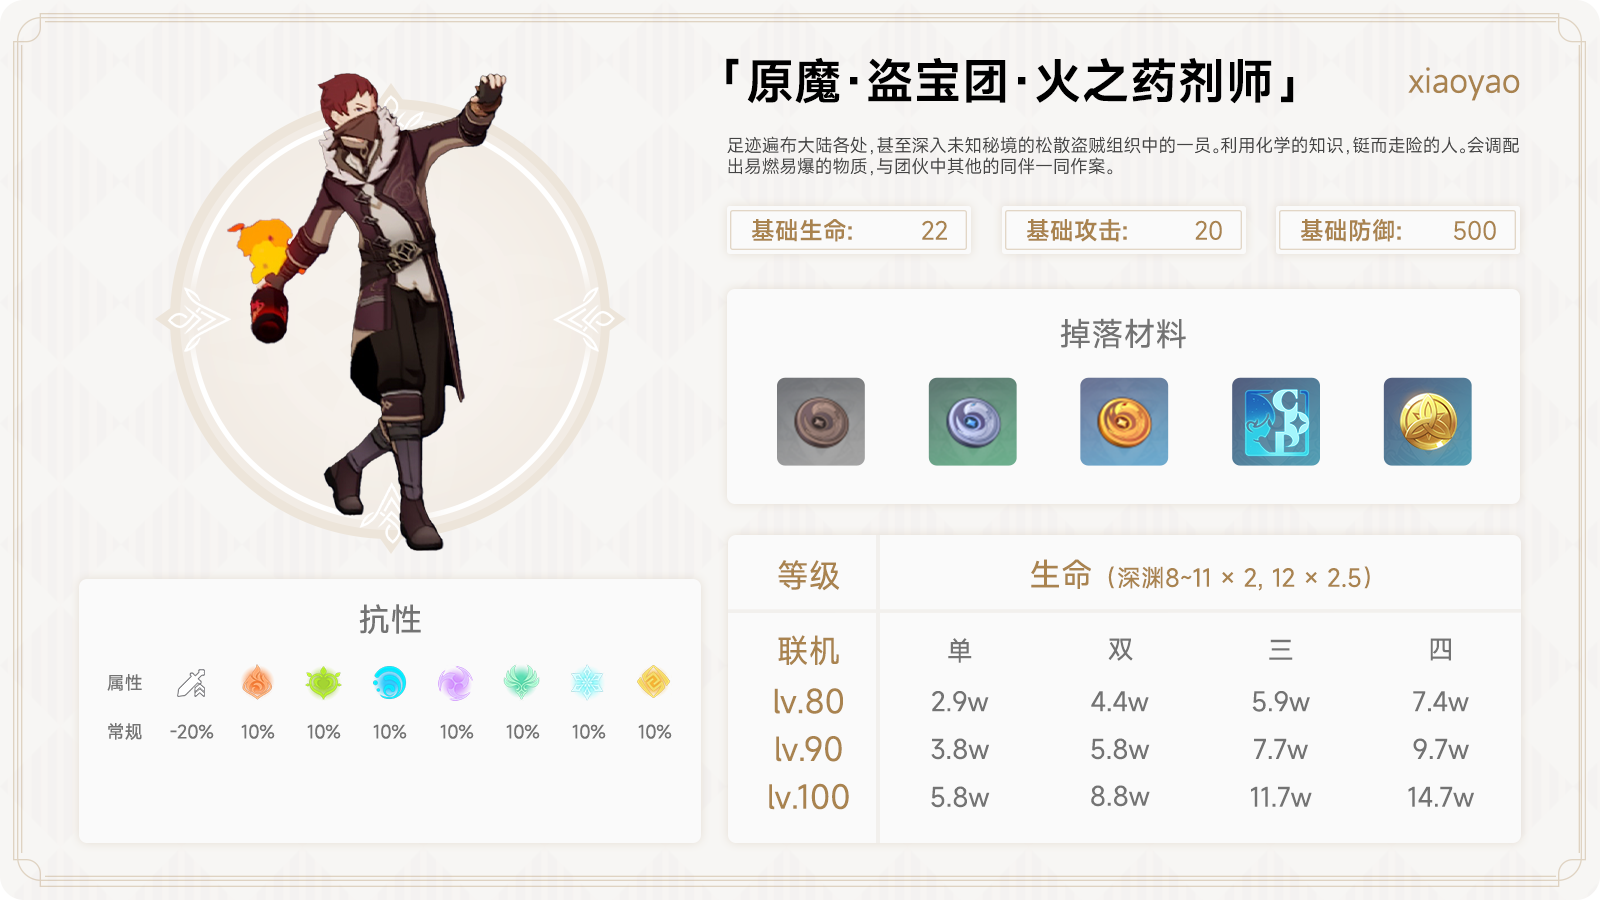 「原魔·盗宝团·火之药剂师」
xiaoyao
足迹遍布大陆各处,甚至深入未知秘境的松散盗贼组织中的一员。利用化学的知识,铤而走险的人。会调配
出易燃易爆的物质,与团伙中其他的同伴一同作案。
基础生命: 22
基础攻击: 20
基础防御: 500
掉落材料
CDP
抗性
属性
常规 -20% 10% 10% 10% 10% 10% 10% 10%
等级 生命 (深渊8~11 × 2, 12 × 2.5)
联机 单 双 三 四
lv.80 2.9w 4.4w 5.9w 7.4w
lv.90 3.8w 5.8w 7.7w 9.7w
lv.100 5.8w 8.8w 11.7w 14.7w